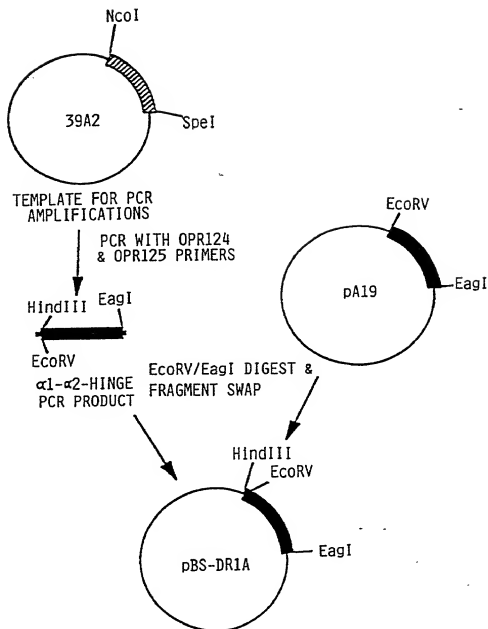 NcoI
39A2
SpeI
TEMPLATE FOR PCR
AMPLIFICATIONS
PCR WITH OPR124
& OPR125 PRIMERS
HindIII EagI
EcoRV
α1-α2-HINGE
PCR PRODUCT
EcoRV
pA19
EagI
EcoRV/EagI DIGEST &
FRAGMENT SWAP
HindIII
EcoRV
EagI
pBS-DR1A